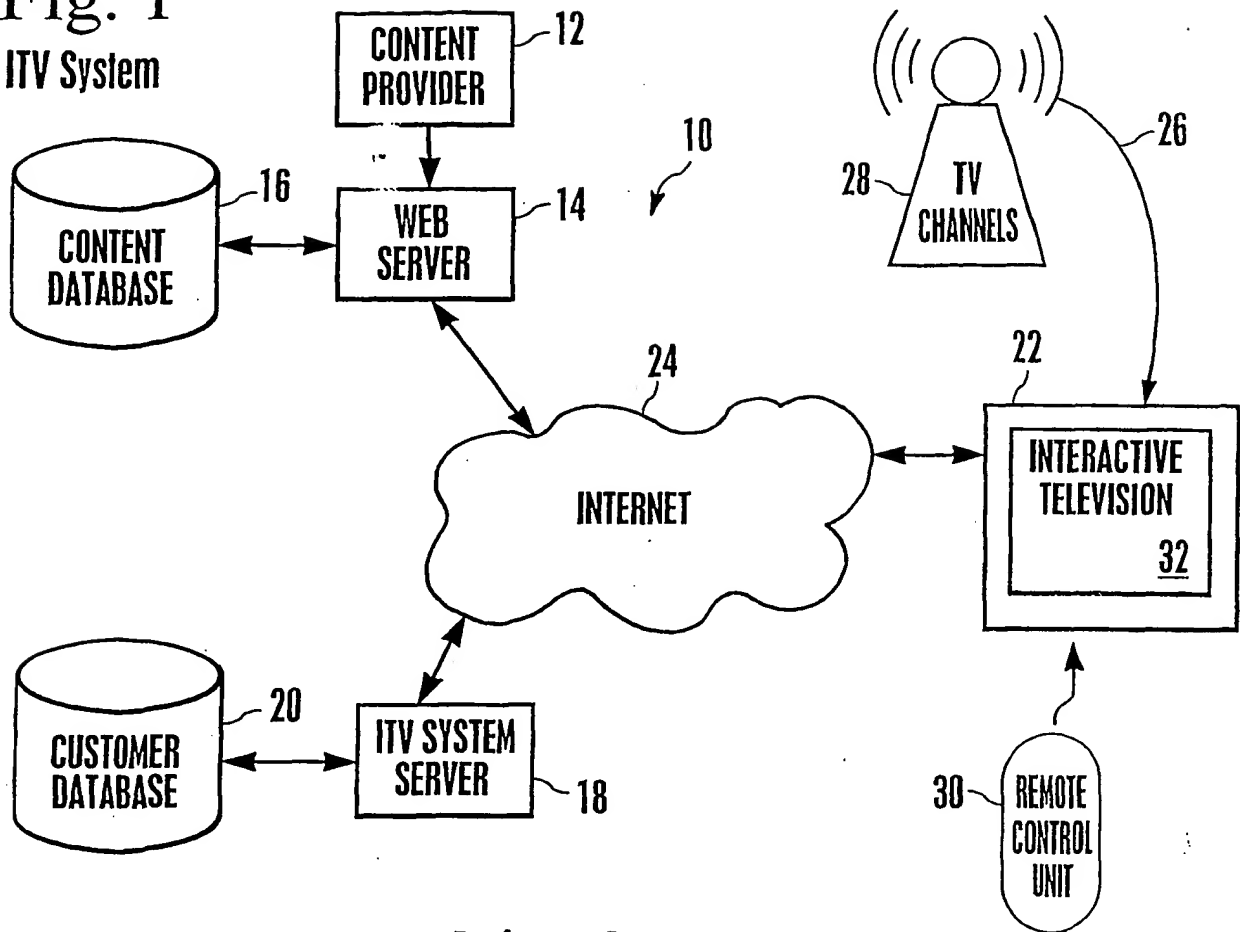 Fig. 1
ITV System
CONTENT
PROVIDER
12
10
26
28
TV
CHANNELS
16
14
WEB
SERVER
CONTENT
DATABASE
24
22
INTERNET
INTERACTIVE
TELEVISION
32
20
CUSTOMER
DATABASE
ITV SYSTEM
SERVER
18
30
REMOTE
CONTROL
UNIT